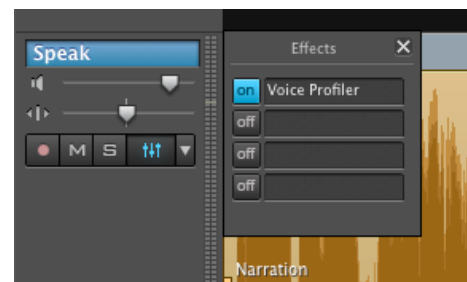 Speak
Effects
on Voice Profiler
off
off
off
M S
Narration